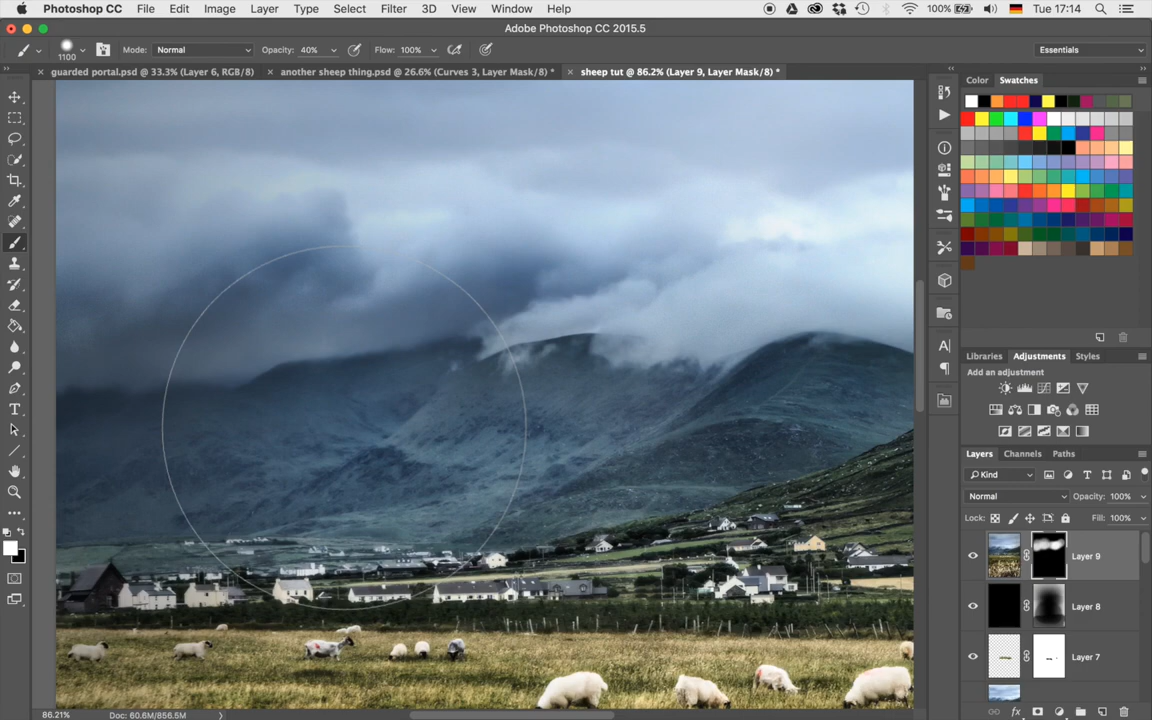 Photoshop CC File Edit Image Layer Type Select Filter 3D View Window Help 100% Tue 17:14
Adobe Photoshop CC 2015.5
1100 Mode: Normal Opacity: 40% Flow: 100% Essentials
guarded portal.psd @ 33.3% (Layer 6, RGB/8) another sheep thing.psd @ 26.6% (Curves 3, Layer Mask/8) * sheep tut @ 86.2% (Layer 9, Layer Mask/8) *
Color Swatches
Libraries Adjustments Styles
Add an adjustment
Layers Channels Paths
Kind
Normal Opacity: 100%
Lock: Fill: 100%
Layer 9
Layer 8
Layer 7
86.21% Doc: 60.6M/856.5M